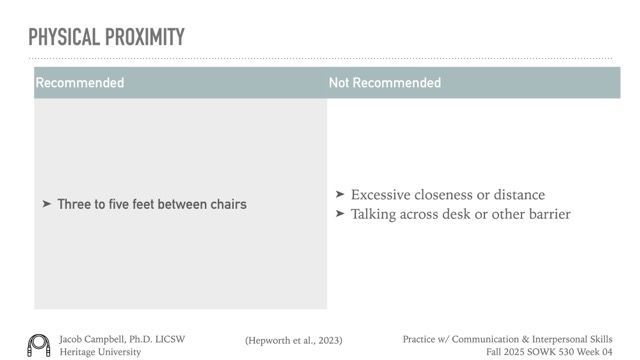 PHYSICAL PROXIMITY
Recommended
Not Recommended
➤ Three to five feet between chairs
➤ Excessive closeness or distance
➤ Talking across desk or other barrier
Jacob Campbell, Ph.D. LICSW
Heritage University
(Hepworth et al., 2023)
Practice w/ Communication & Interpersonal Skills
Fall 2025 SOWK 530 Week 04